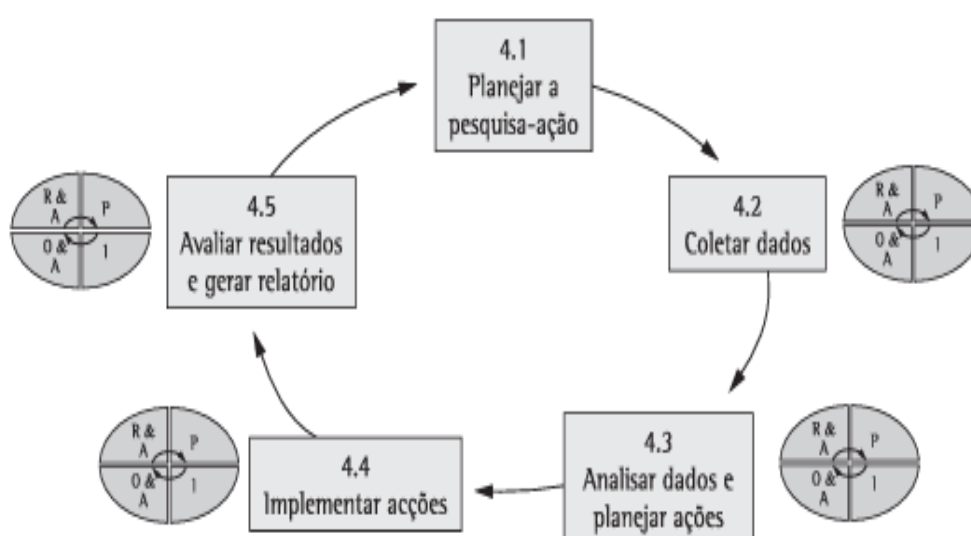 4.1
Planejar a
pesquisa-ação
4.5
Avaliar resultados
e gerar relatório
R &
A
P
O &
A
I
4.2
Coletar dados
R &
A
P
O &
A
I
4.4
Implementar acções
R &
A
P
O &
A
I
4.3
Analisar dados e
planejar ações
R &
A
P
O &
A
I